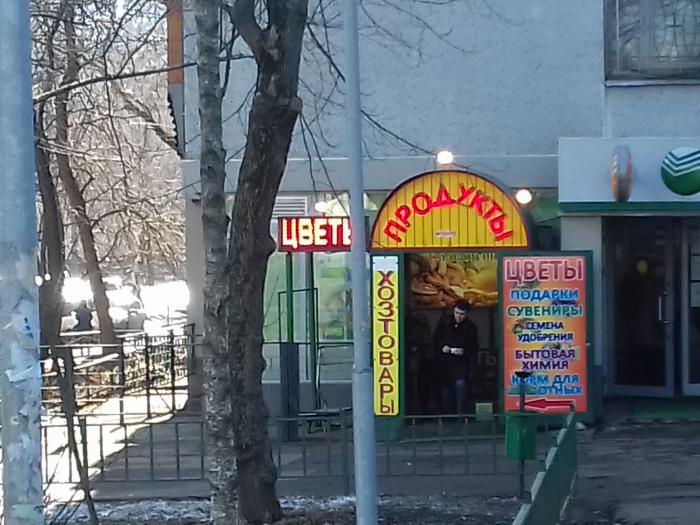 ПРОДУКТЫ
ЦВЕТЫ
ХОЗТОВАРЫ
ЦВЕТЫ
ПОДАРКИ
СУВЕНИРЫ
СЕМЕНА
УДОБРЕНИЯ
БЫТОВАЯ
ХИМИЯ
КОРМ ДЛЯ
ЖИВОТНЫХ